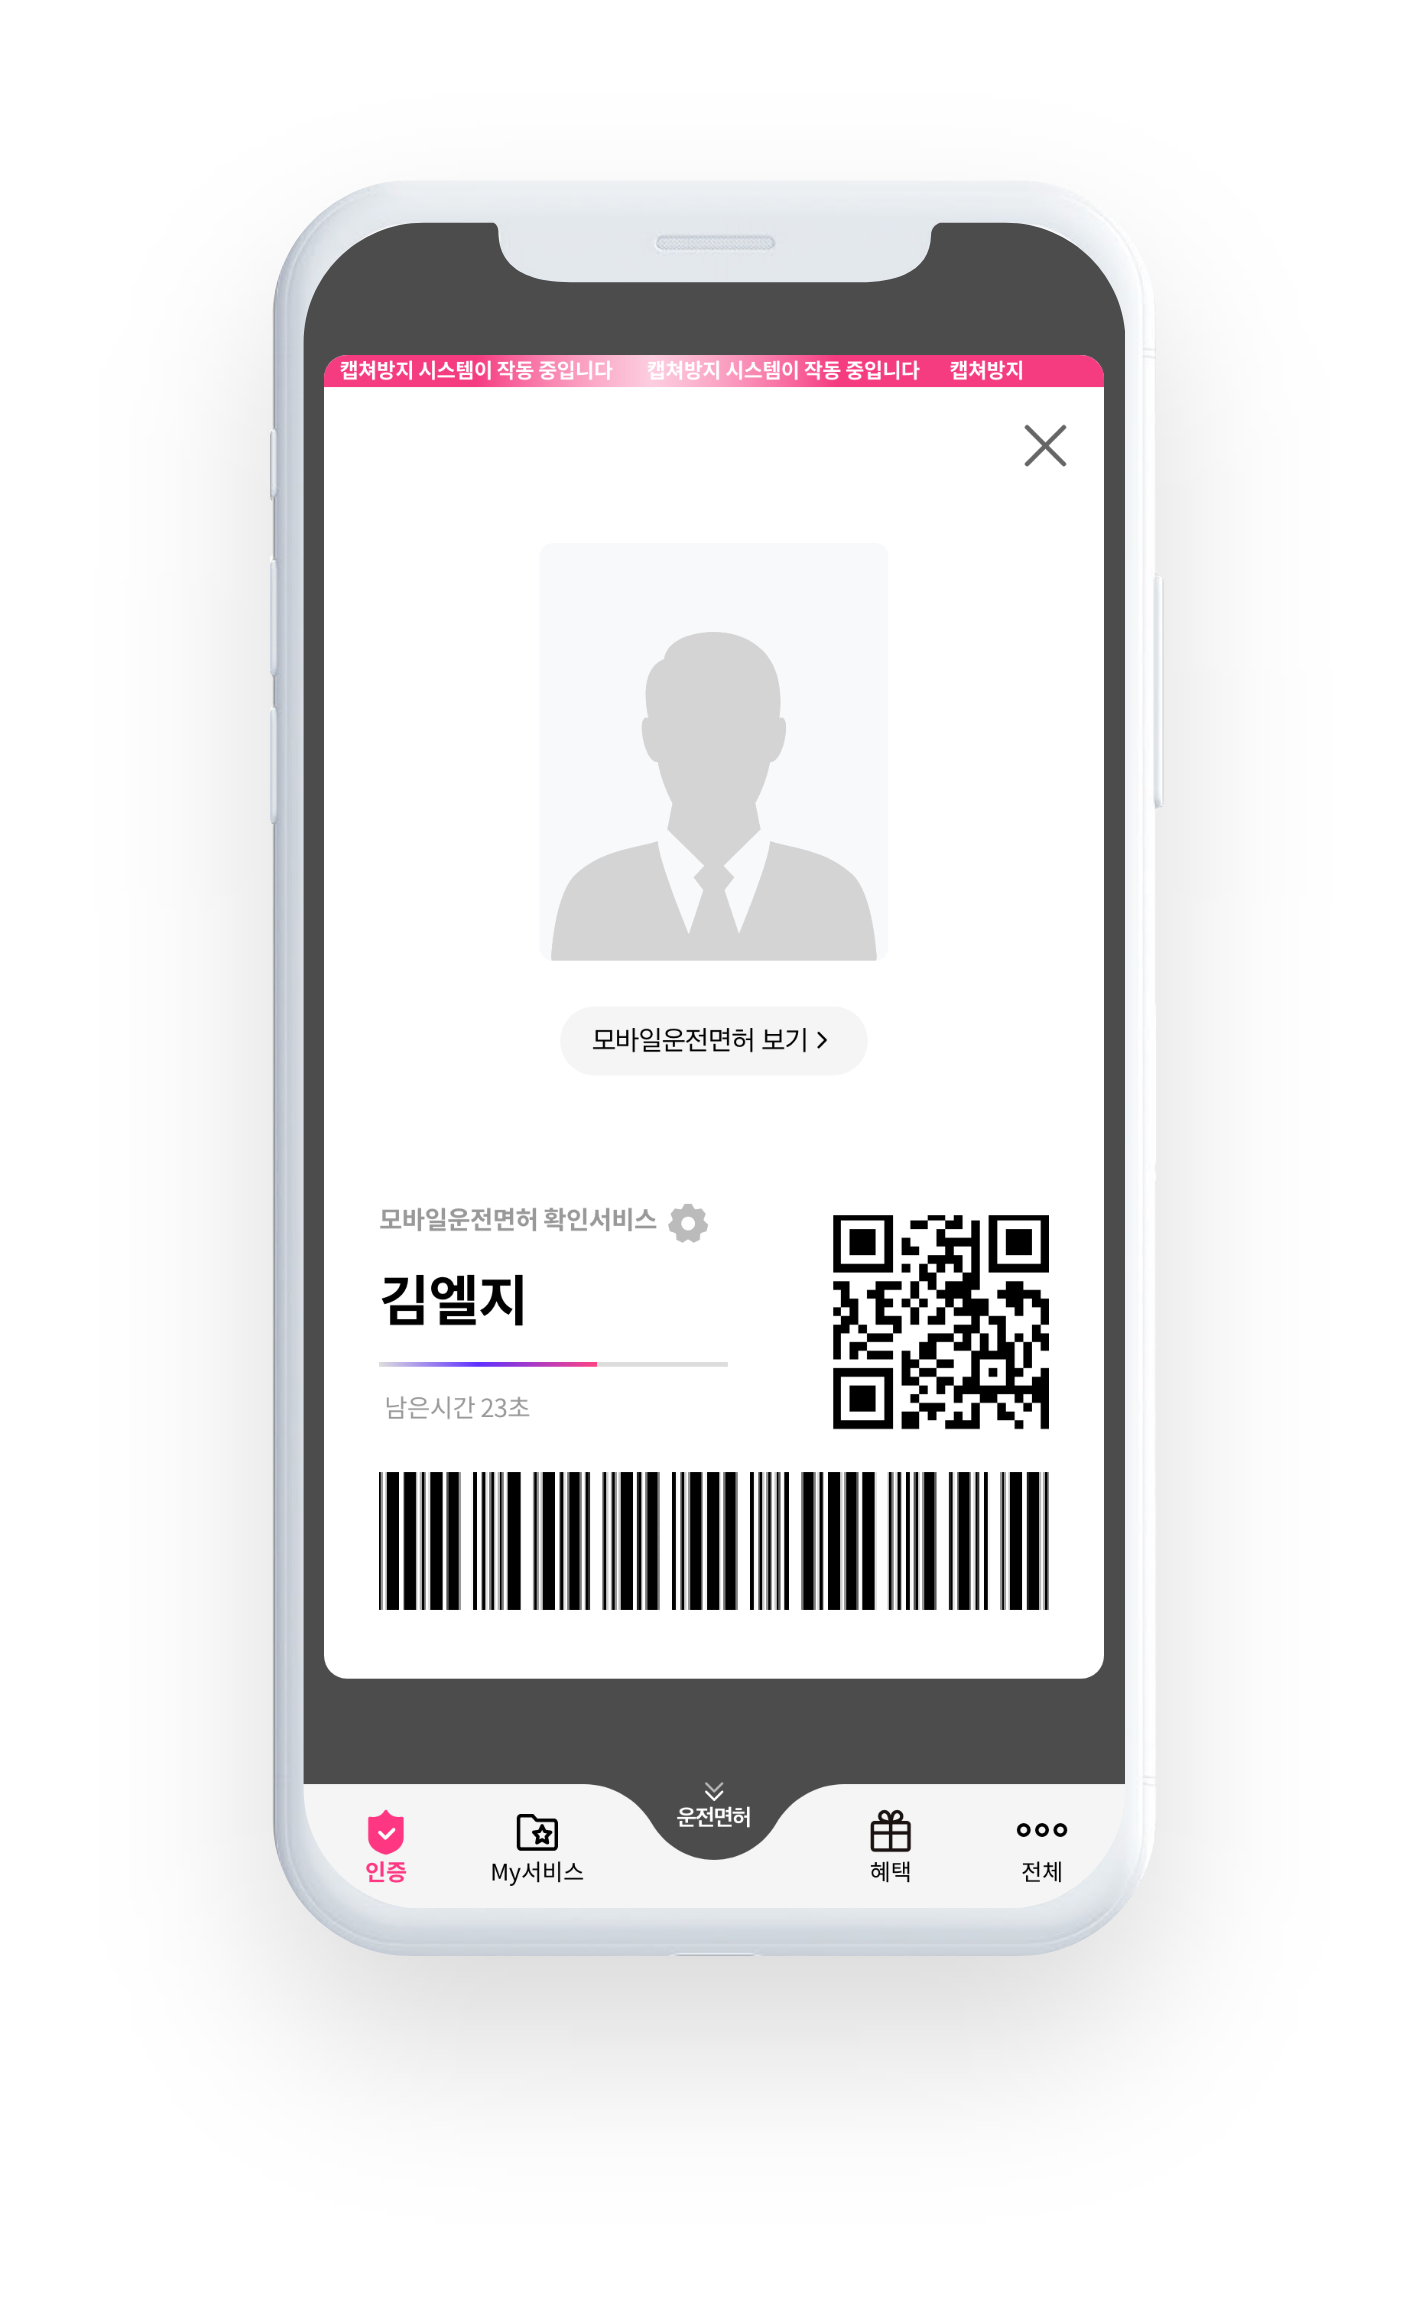 캡쳐방지 시스템이 작동 중입니다 캡쳐방지 시스템이 작동 중입니다 캡쳐방지
모바일운전면허 보기
모바일운전면허 확인서비스
김엘지
남은시간 23초
운전면허
인증 My서비스 혜택 전체